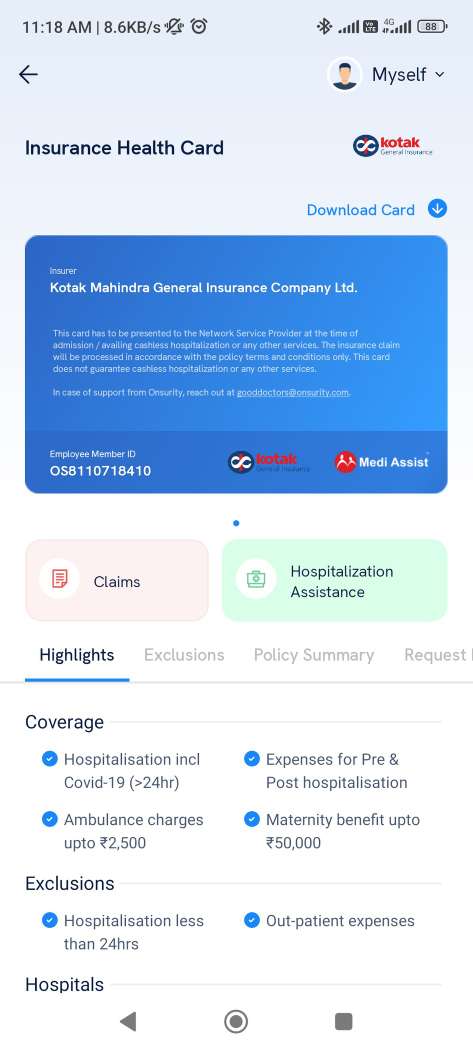 11:18 AM | 8.6KB/s
Vo LTE 4G 88
Myself
Insurance Health Card
kotak
General Insurance
Download Card
Insurer
Kotak Mahindra General Insurance Company Ltd.
This card has to be presented to the Network Service Provider at the time of
admission / availing cashless hospitalization or any other services. The insurance claim
will be processed in accordance with the policy terms and conditions only. This card
does not guarantee cashless hospitalization or any other services.
In case of support from Onsurity, reach out at gooddoctors@onsurity.com.
Employee Member ID
OS8110718410
kotak
General Insurance
Medi Assist
Claims
Hospitalization
Assistance
Highlights Exclusions Policy Summary Request
Coverage
Hospitalisation incl
Covid-19 (>24hr)
Expenses for Pre &
Post hospitalisation
Ambulance charges
upto ₹2,500
Maternity benefit upto
₹50,000
Exclusions
Hospitalisation less
than 24hrs
Out-patient expenses
Hospitals